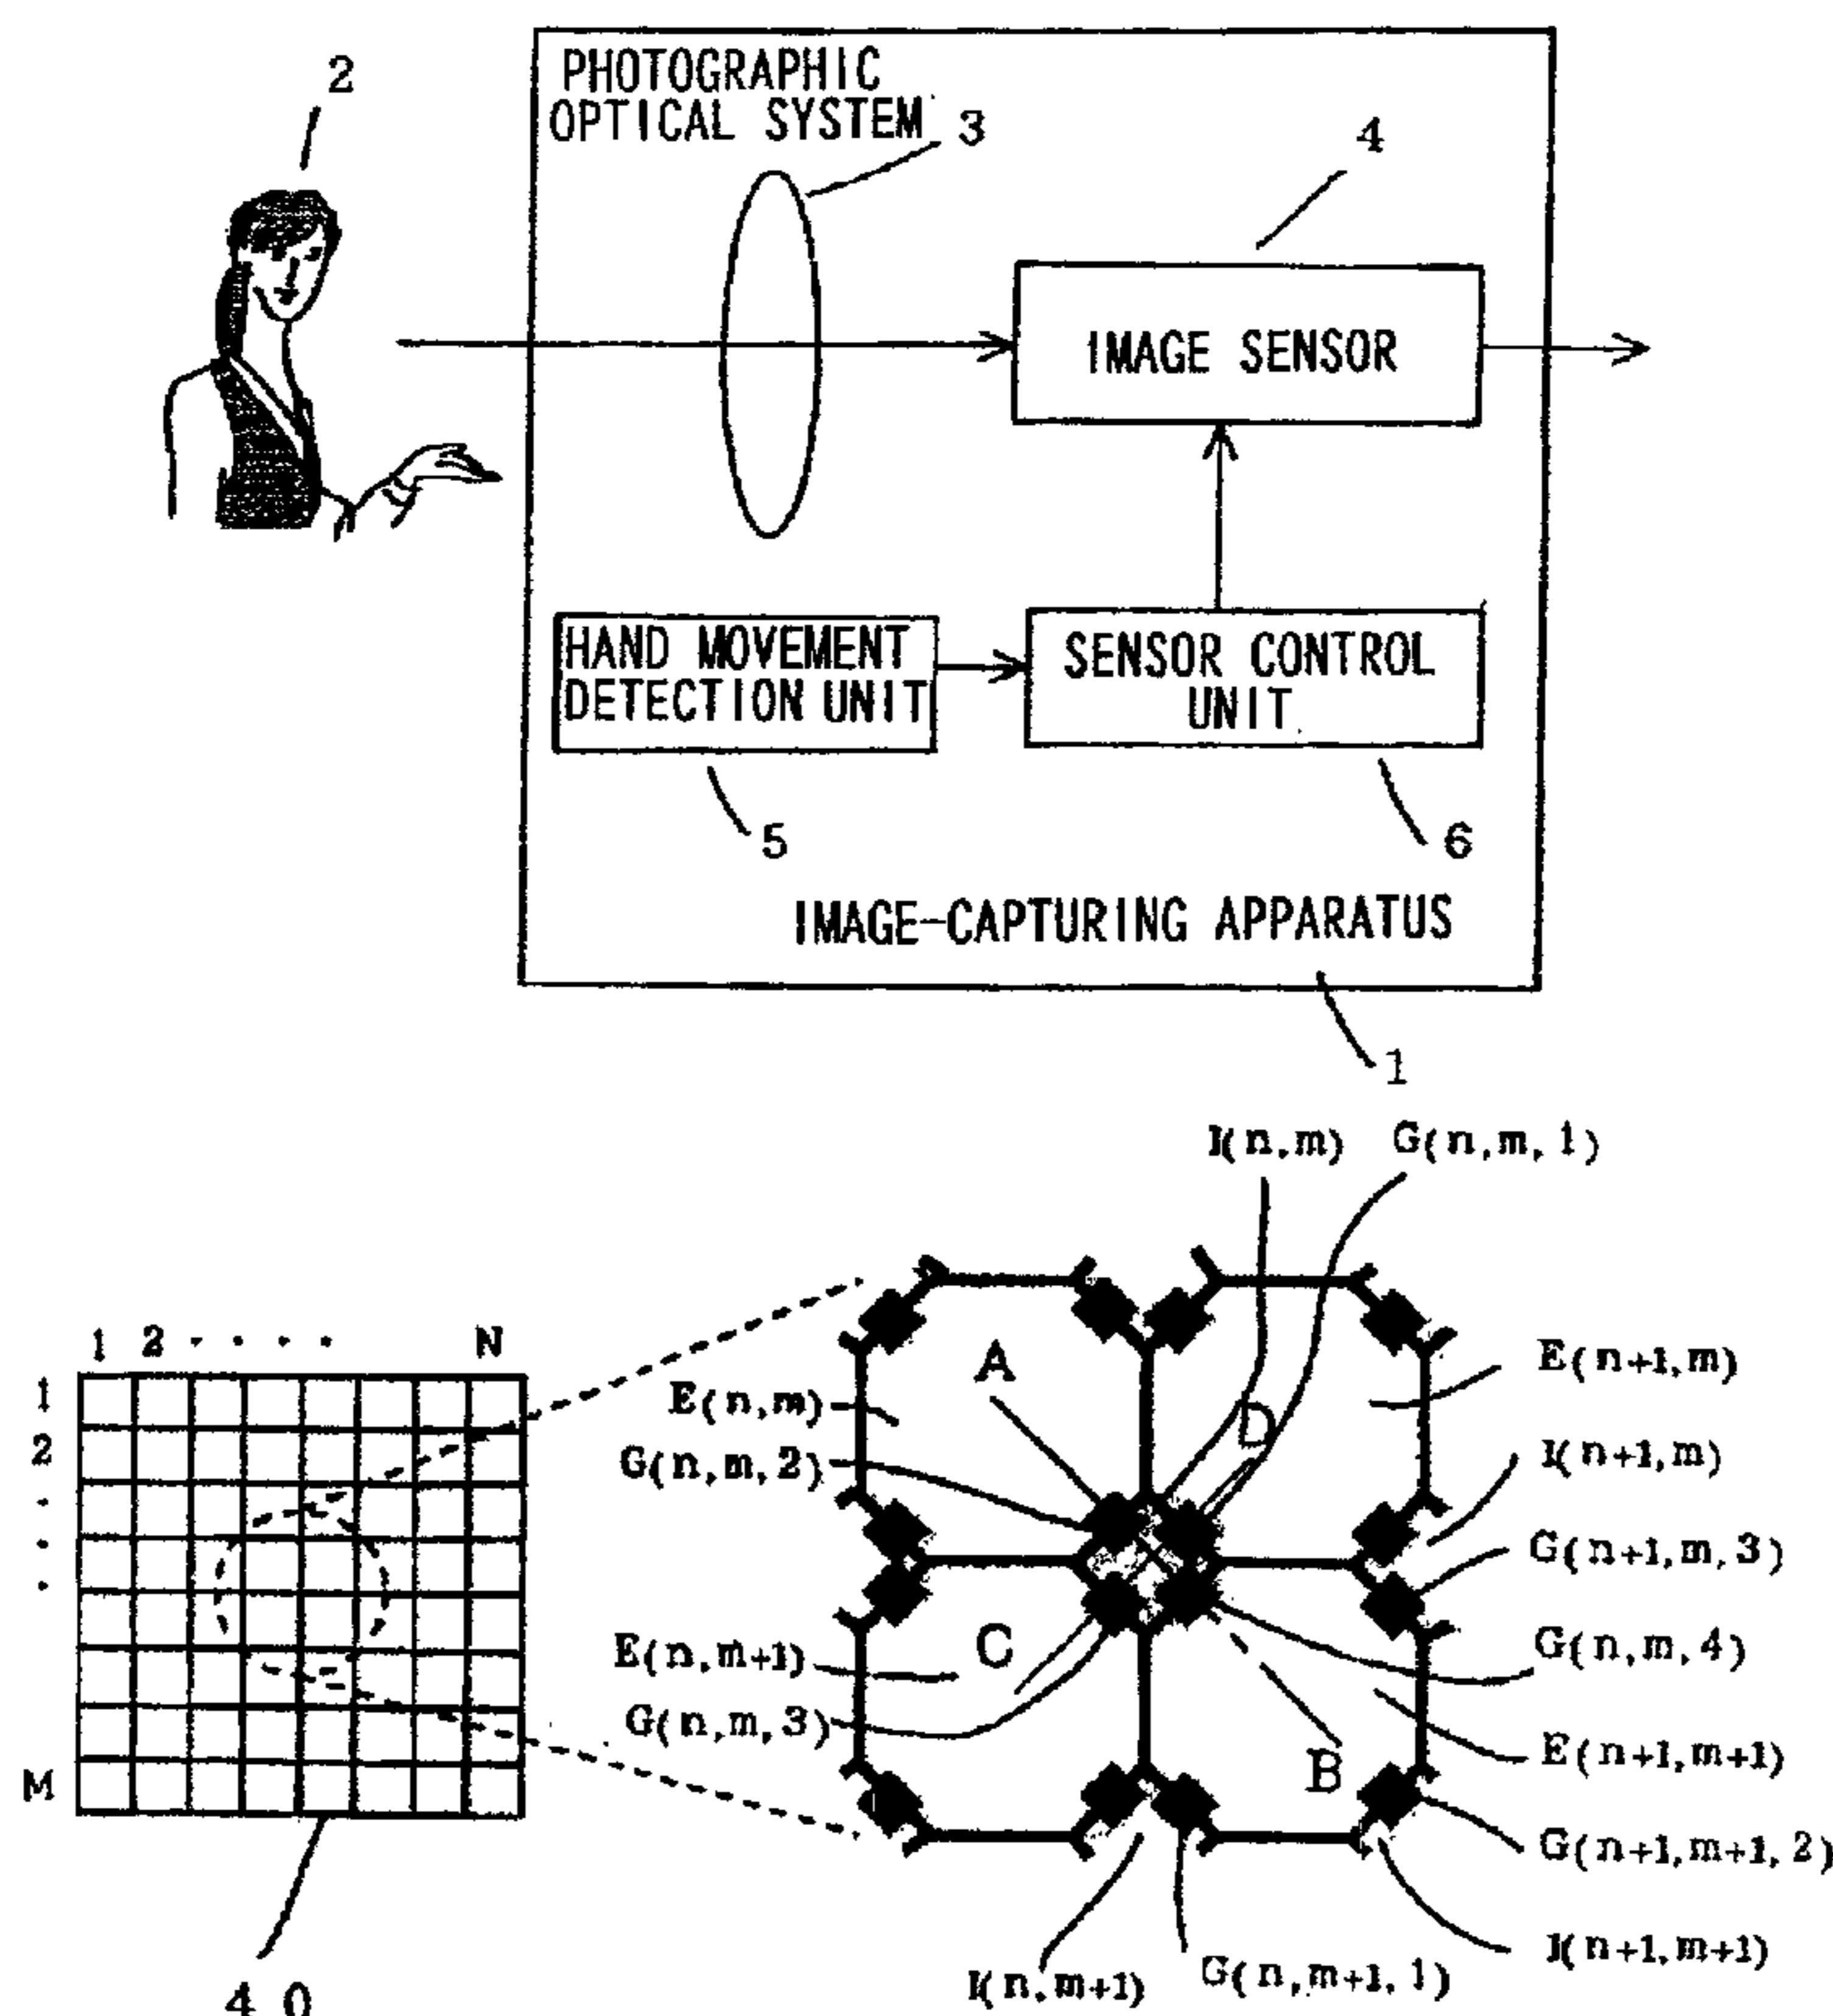 2
PHOTOGRAPHIC
OPTICAL SYSTEM
3
4
IMAGE SENSOR
HAND MOVEMENT
DETECTION UNIT
SENSOR CONTROL
UNIT
5
6
IMAGE-CAPTURING APPARATUS
1
I(n,m) G(n,m,1)
1 2 · · · · N
1
2
·
·
·
M
A
D
E(n,m)
G(n,m,2)
E(n+1,m)
I(n+1,m)
G(n+1,m,3)
E(n,m+1)
C
G(n,m,4)
G(n,m,3)
B
E(n+1,m+1)
G(n+1,m+1,2)
I(n+1,m+1)
I(n,m+1)
G(n,m+1,1)
40